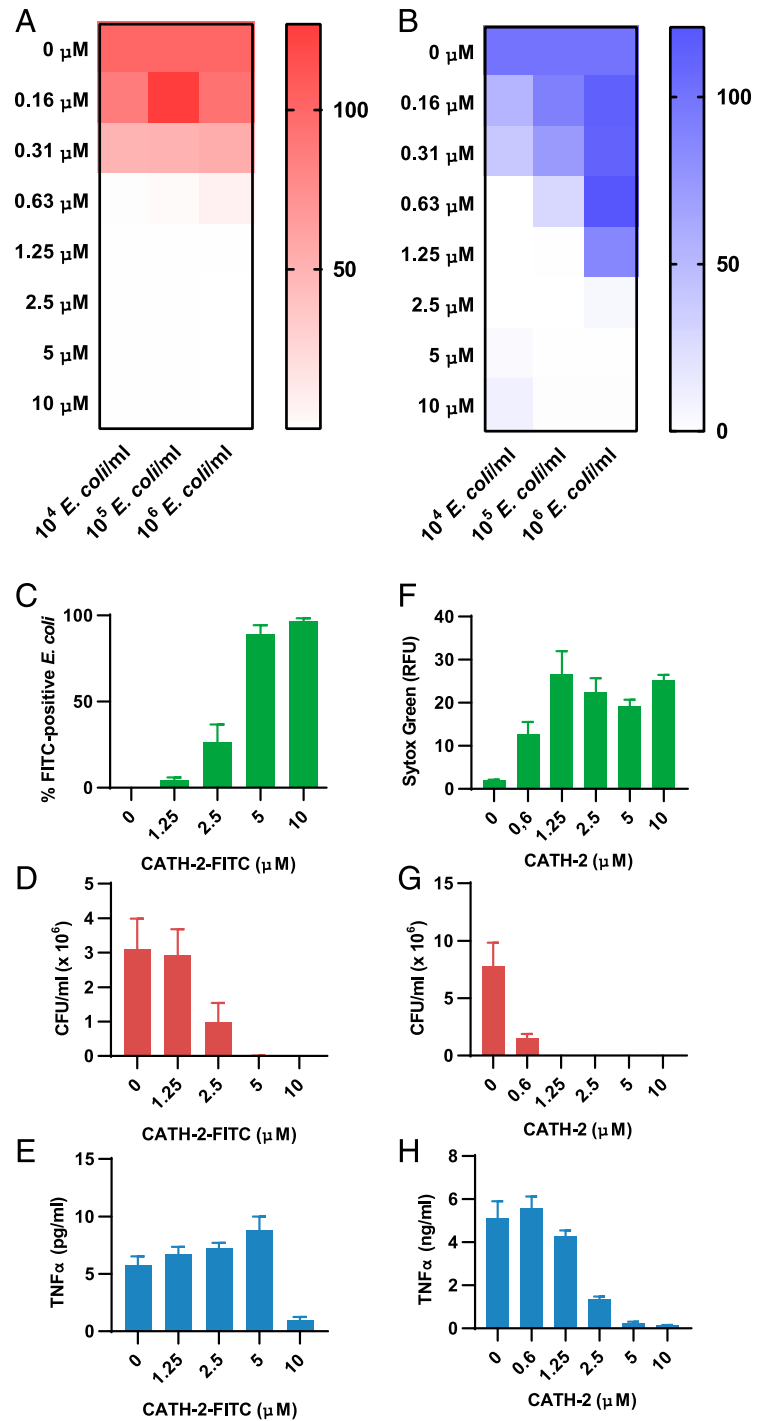 A
0 μM
0.16 μM
0.31 μM
0.63 μM
1.25 μM
2.5 μM
5 μM
10 μM
10⁴ E. coli/ml
10⁵ E. coli/ml
10⁶ E. coli/ml
100
50
B
0 μM
0.16 μM
0.31 μM
0.63 μM
1.25 μM
2.5 μM
5 μM
10 μM
10⁴ E. coli/ml
10⁵ E. coli/ml
10⁶ E. coli/ml
100
50
0
C
% FITC-positive E. coli
100
50
0
0 1.25 2.5 5 10
CATH-2-FITC (μM)
F
Sytox Green (RFU)
40
30
20
10
0
0 0,6 1.25 2.5 5 10
CATH-2 (μM)
D
CFU/ml (x 10⁶)
5
4
3
2
1
0
0 1.25 2.5 5 10
CATH-2-FITC (μM)
G
CFU/ml (x 10⁶)
15
10
5
0
0 0.6 1.25 2.5 5 10
CATH-2 (μM)
E
TNFα (pg/ml)
15
10
5
0
0 1.25 2.5 5 10
CATH-2-FITC (μM)
H
TNFα (ng/ml)
8
6
4
2
0
0 0.6 1.25 2.5 5 10
CATH-2 (μM)